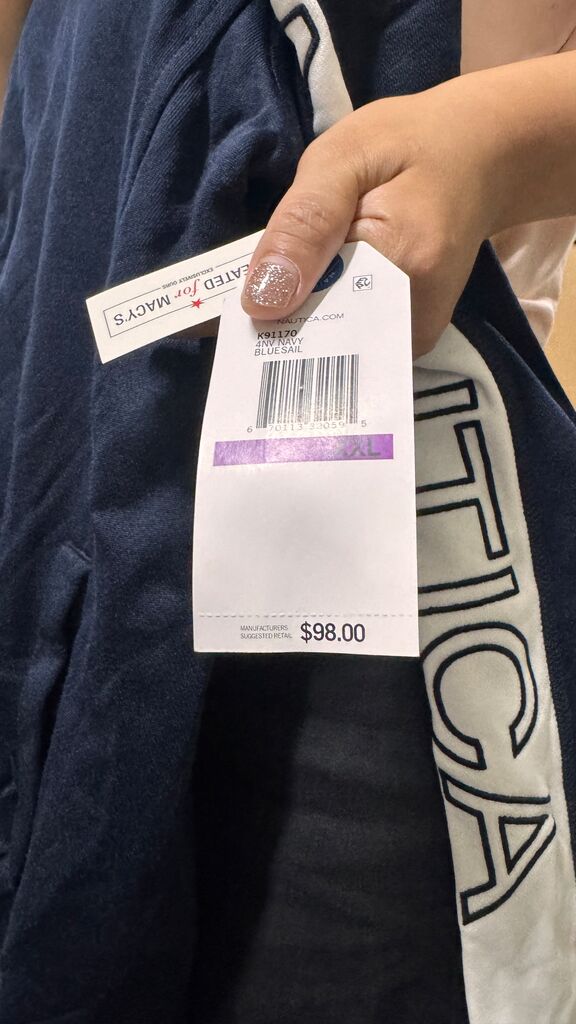 EATED for
MACY'S
EXCLUSIVELY OURS
NAUTICA.COM
K91170
4NV NAVY
BLUESAIL
6 70113 33059 5
XXL
MANUFACTURERS
SUGGESTED RETAIL $98.00
ITICA